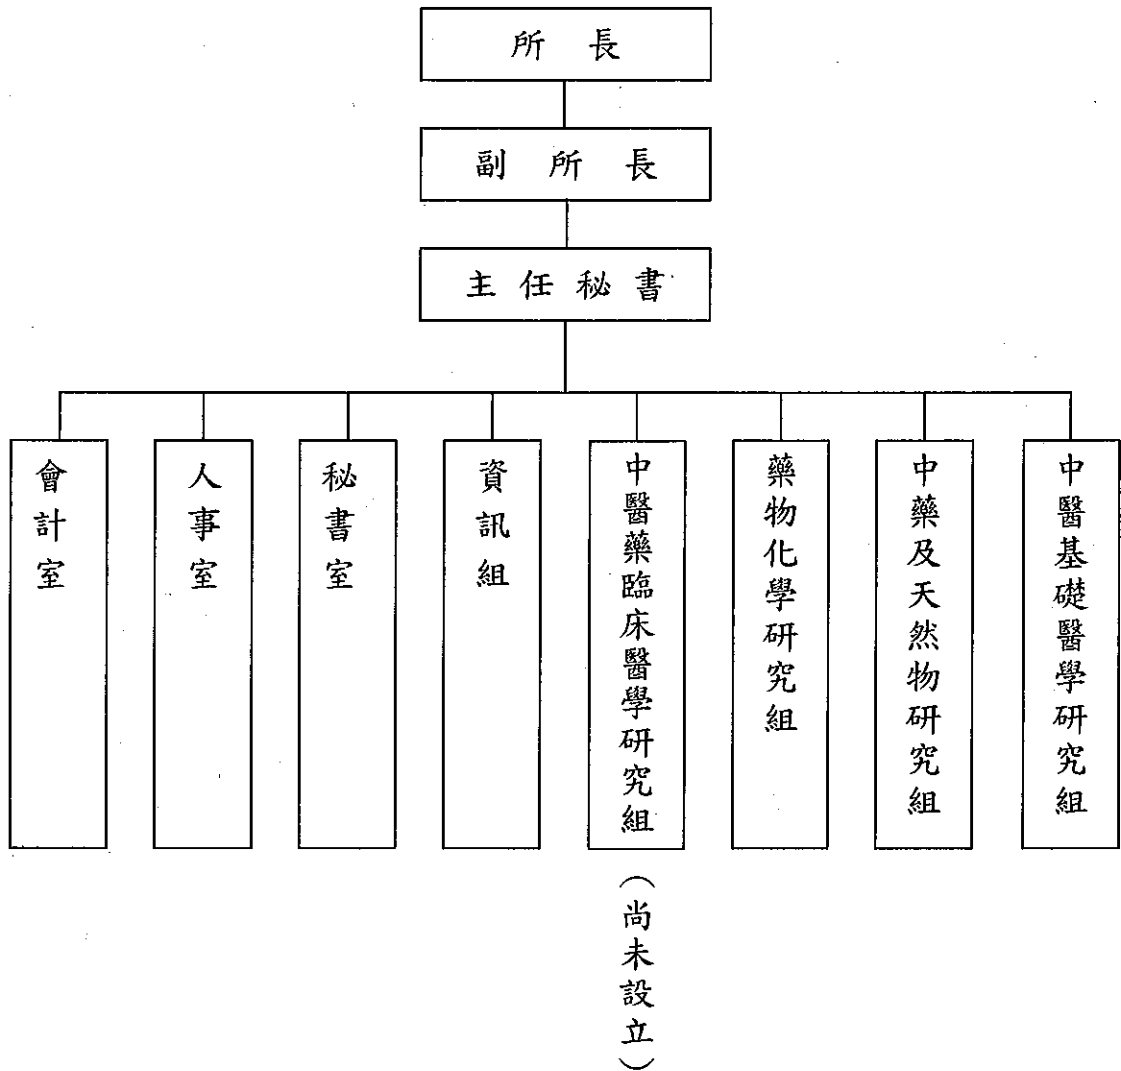 所長
副所長
主任秘書
中醫基礎醫學研究組
中藥及天然物研究組
藥物化學研究組
中醫藥臨床醫學研究組
（尚未設立）
資訊組
秘書室
人事室
會計室